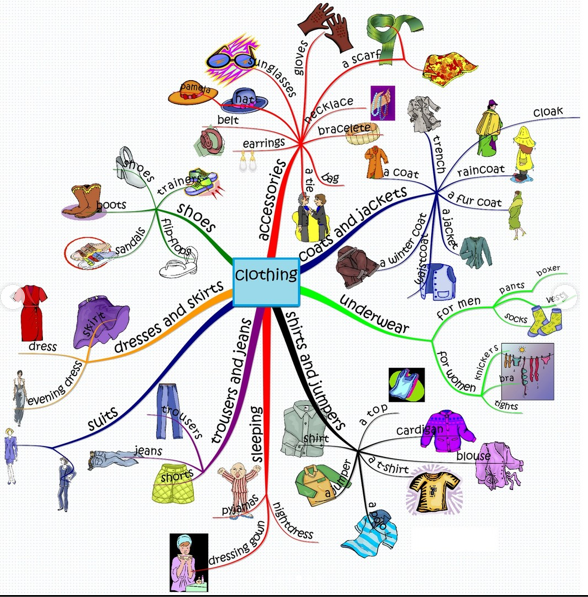 Clothing
accessories
sunglasses
gloves
a scarf
pamela
hat
belt
earrings
necklace
bracelete
bag
a tie
coats and jackets
trench
cloak
raincoat
a fur coat
a coat
a jacket
waistcoat
a winter coat
underwear
for men
pants
boxer
vests
socks
for women
knickers
bra
tights
shirts and jumpers
a top
shirt
cardigan
blouse
a t-shirt
a jumper
sleeping
pyjamas
nightdress
dressing gown
trousers and jeans
trousers
jeans
shorts
suits
dresses and skirts
skirt
dress
evening dress
shoes
shoes
trainers
boots
sandals
flip-flops